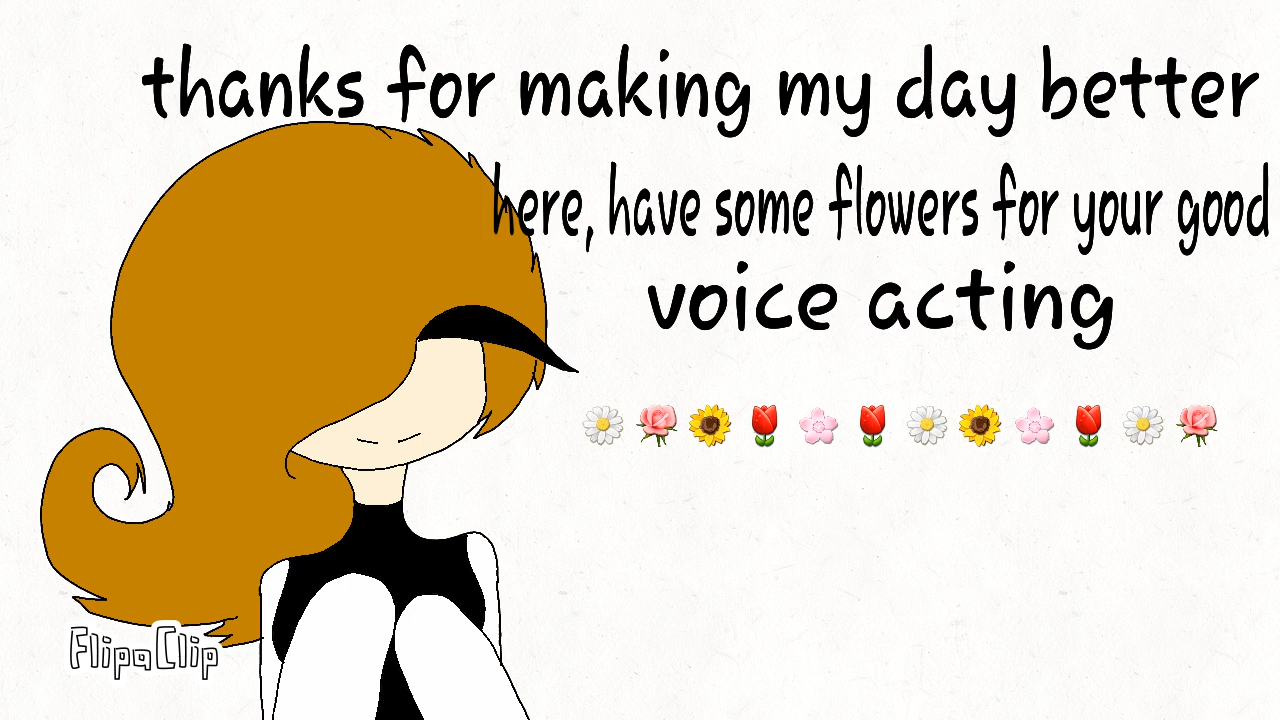 thanks for making my day better
here, have some flowers for your good
voice acting
FlipaClip